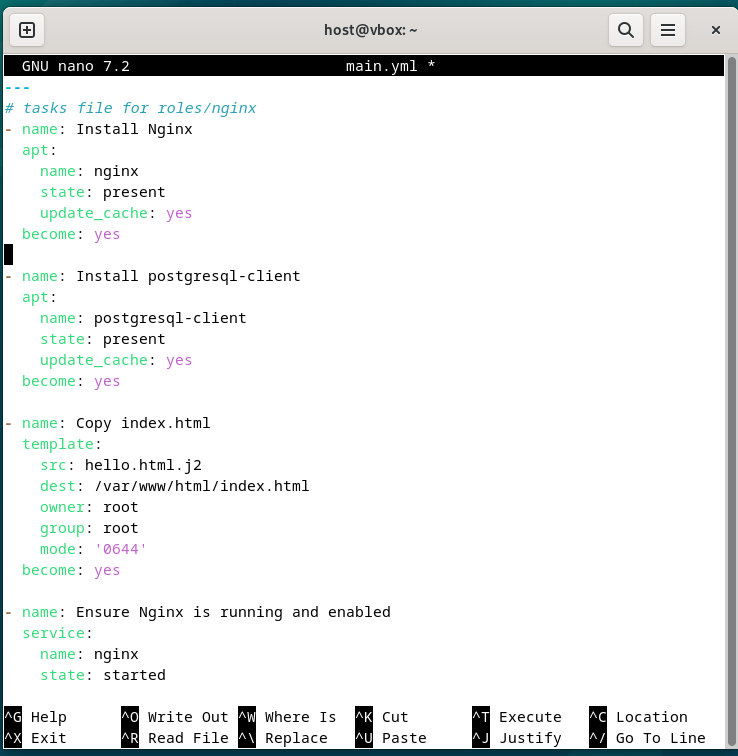 host@vbox: ~
GNU nano 7.2 main.yml *
---
# tasks file for roles/nginx
- name: Install Nginx
  apt:
    name: nginx
    state: present
    update_cache: yes
  become: yes

- name: Install postgresql-client
  apt:
    name: postgresql-client
    state: present
    update_cache: yes
  become: yes

- name: Copy index.html
  template:
    src: hello.html.j2
    dest: /var/www/html/index.html
    owner: root
    group: root
    mode: '0644'
  become: yes

- name: Ensure Nginx is running and enabled
  service:
    name: nginx
    state: started

^G Help ^O Write Out ^W Where Is ^K Cut ^T Execute ^C Location
^X Exit ^R Read File ^\ Replace ^U Paste ^J Justify ^/ Go To Line